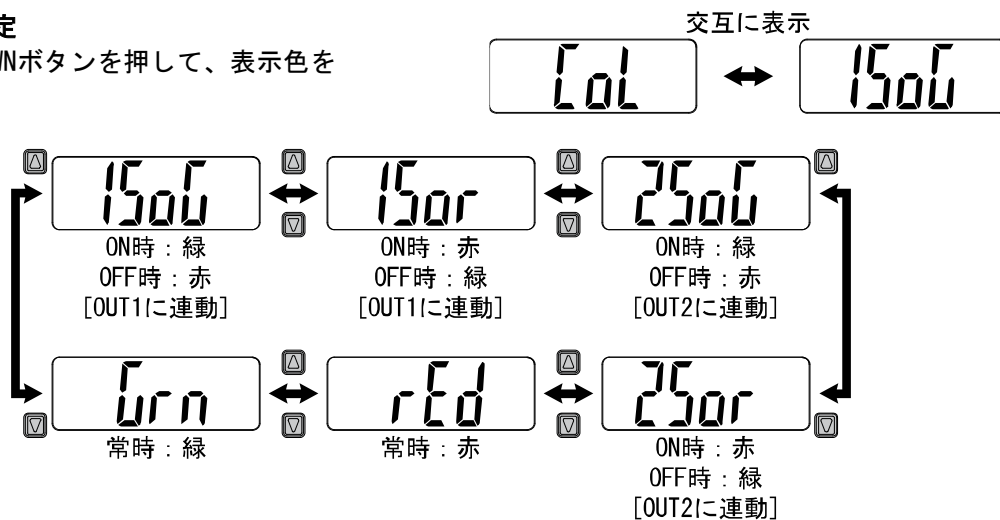 定
WNボタンを押して、表示色を
交互に表示
CoL
1SoG
1SoG
1Sor
2SoG
ON時：緑
ON時：赤
ON時：緑
OFF時：赤
OFF時：緑
OFF時：赤
[OUT1に連動]
[OUT1に連動]
[OUT2に連動]
Grn
rEd
2Sor
常時：緑
常時：赤
ON時：赤
OFF時：緑
[OUT2に連動]